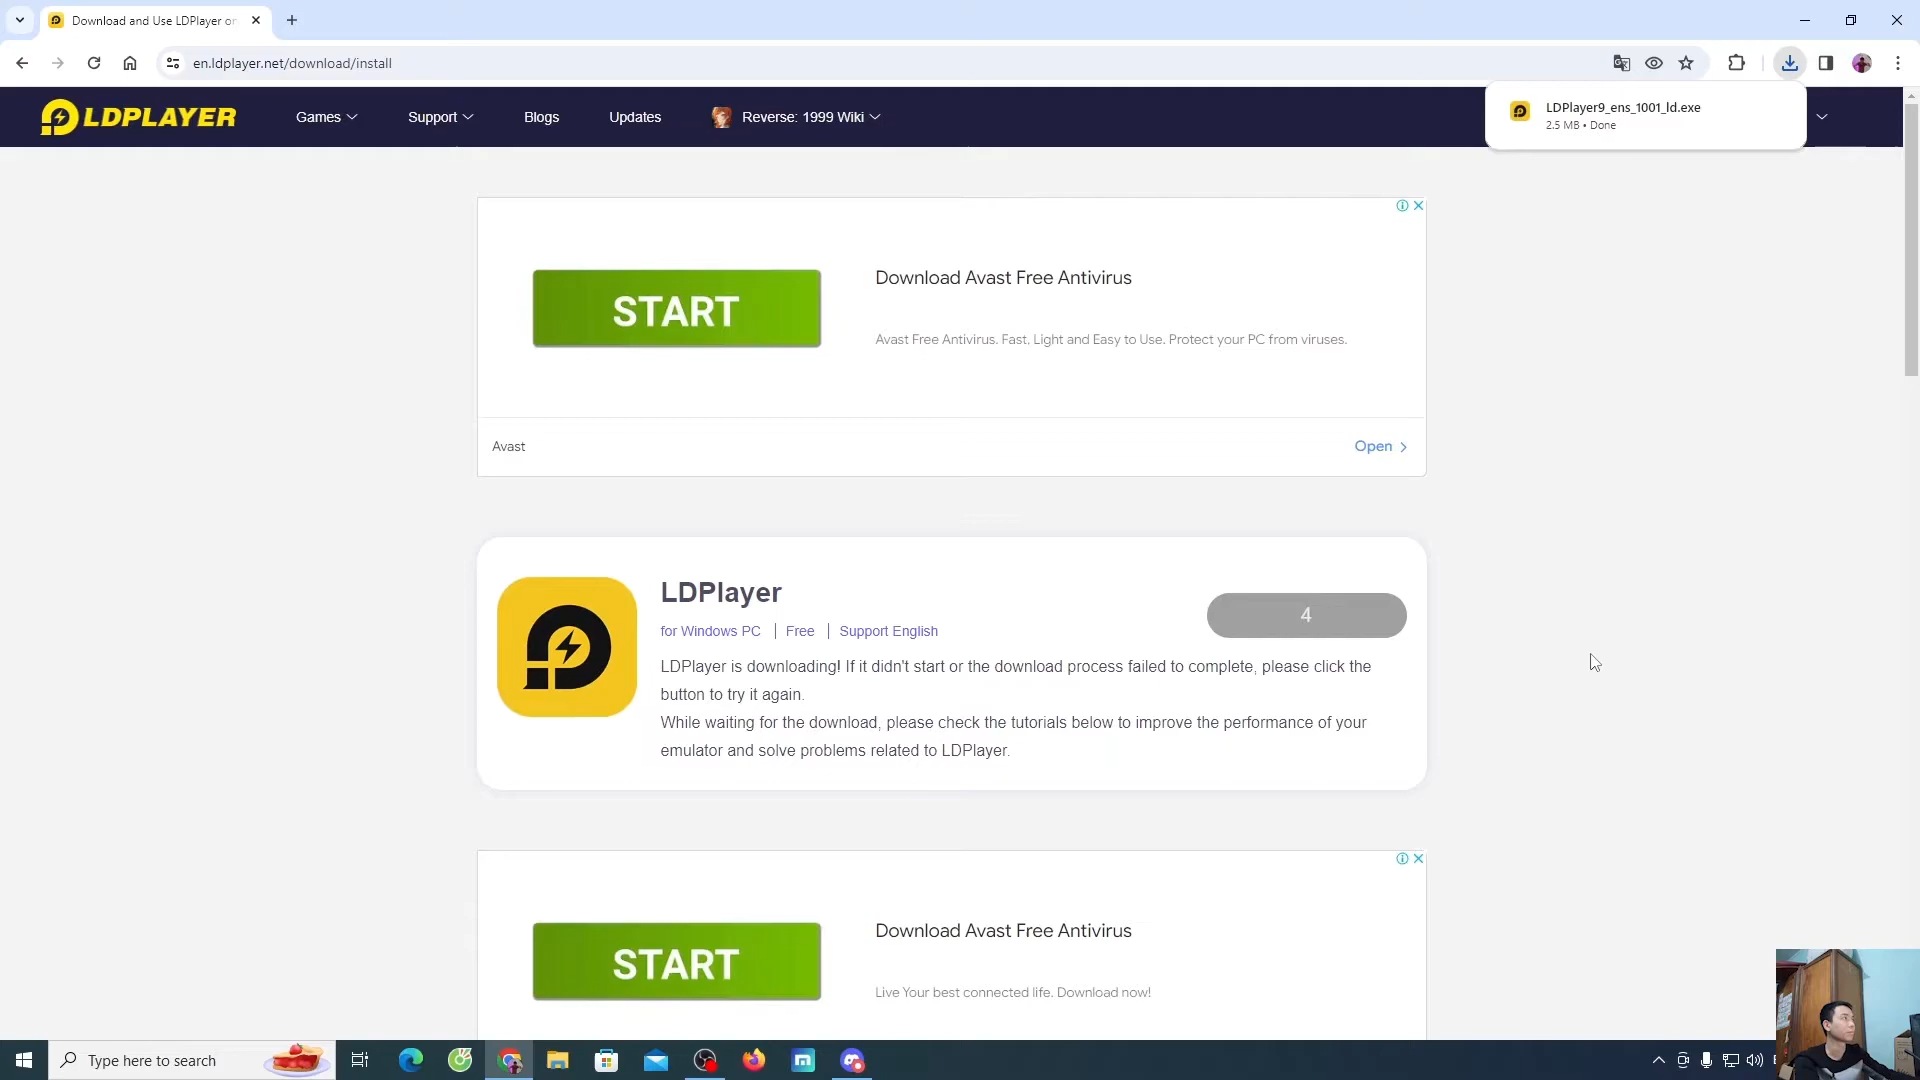 Download and Use LDPlayer or
en.ldplayer.net/download/install
LDPlayer9_ens_1001_ld.exe
2.5 MB • Done
LDPLAYER
Games
Support
Blogs
Updates
Reverse: 1999 Wiki
START
Download Avast Free Antivirus
Avast Free Antivirus. Fast, Light and Easy to Use. Protect your PC from viruses.
Avast
Open
LDPlayer
for Windows PC
Free
Support English
4
LDPlayer is downloading! If it didn't start or the download process failed to complete, please click the
button to try it again.
While waiting for the download, please check the tutorials below to improve the performance of your
emulator and solve problems related to LDPlayer.
START
Download Avast Free Antivirus
Live Your best connected life. Download now!
Type here to search